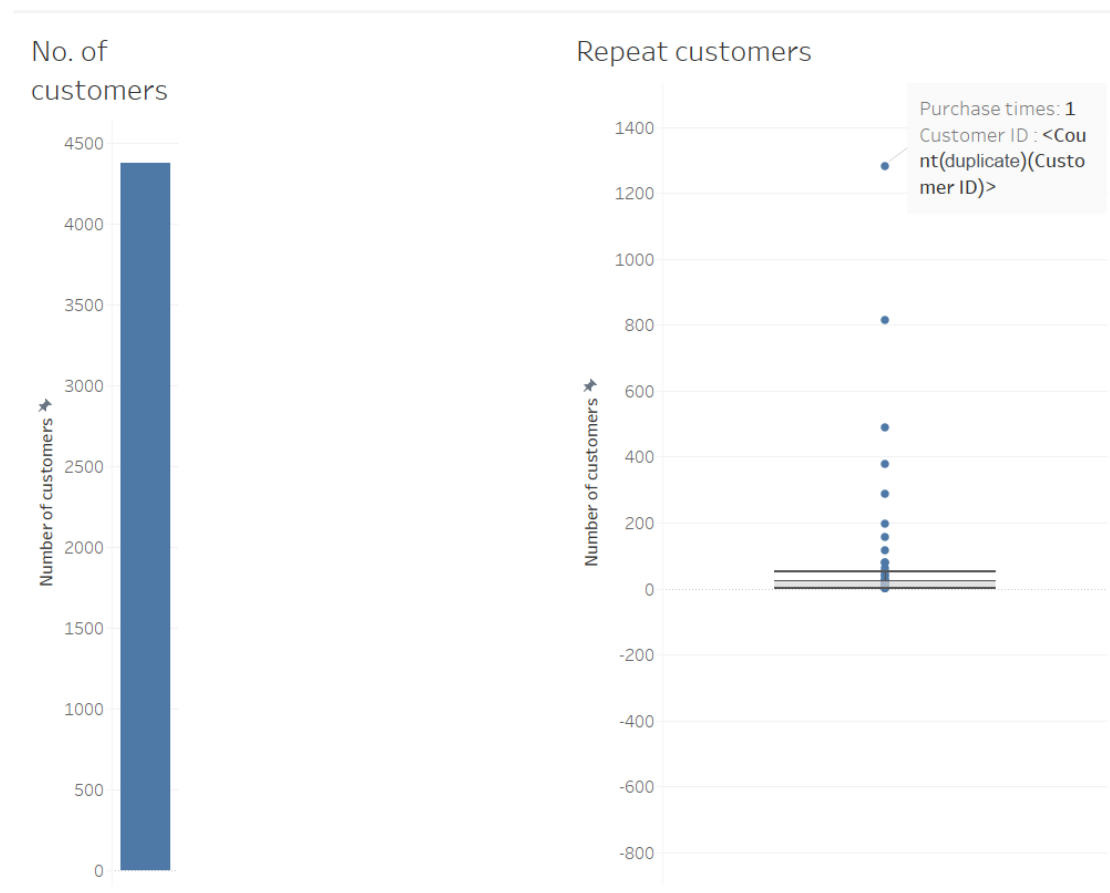 No. of
customers
4500
4000
3500
3000
2500
2000
1500
1000
500
0
Number of customers
Repeat customers
1400
1200
1000
800
600
400
200
0
-200
-400
-600
-800
Number of customers
Purchase times: 1
Customer ID : <Cou
nt(duplicate)(Custo
mer ID)>